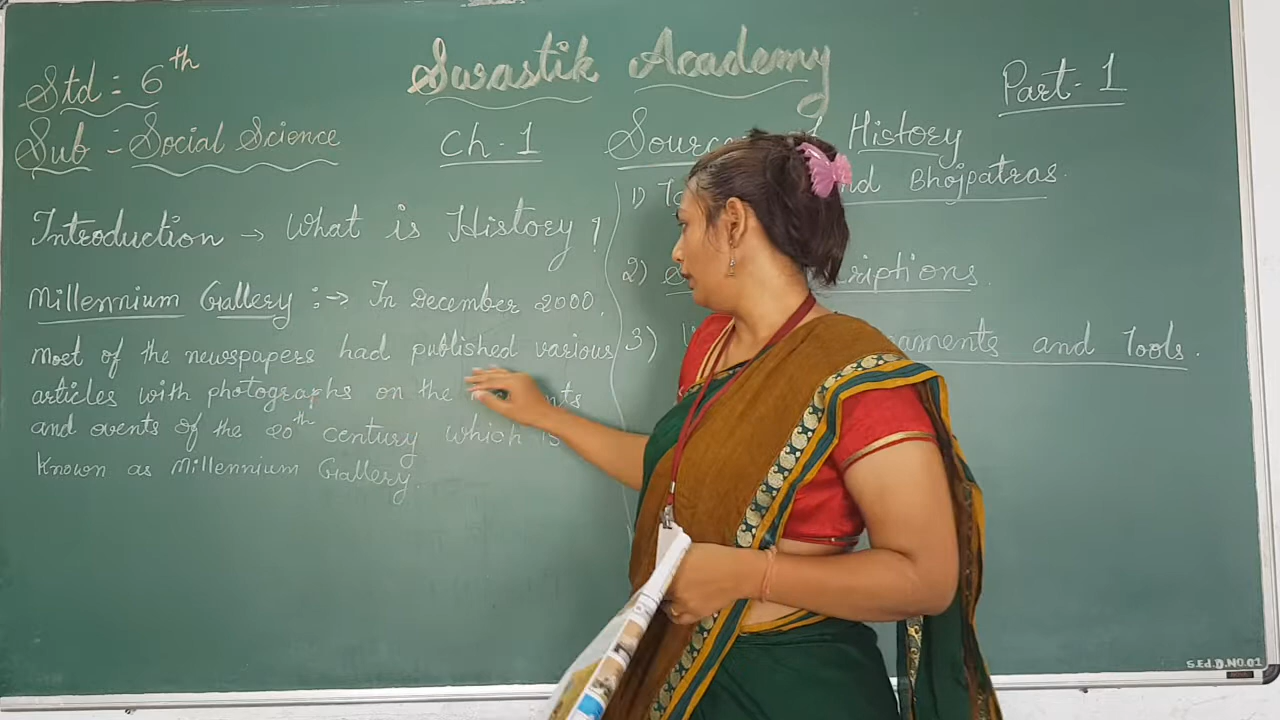 Swastik Academy
Std = 6th
Part - 1
Sub = Social Science
Ch - 1
History
Introduction → What is History ?
Millennium Gallery :→ In December 2000,
Most of the newspapers had published various
articles with photographs on the
and events of the 20th century which is
known as Millennium Gallery.
1) Bhojpatras.
2)
3) and Tools.
S.Ed.D.NO.01